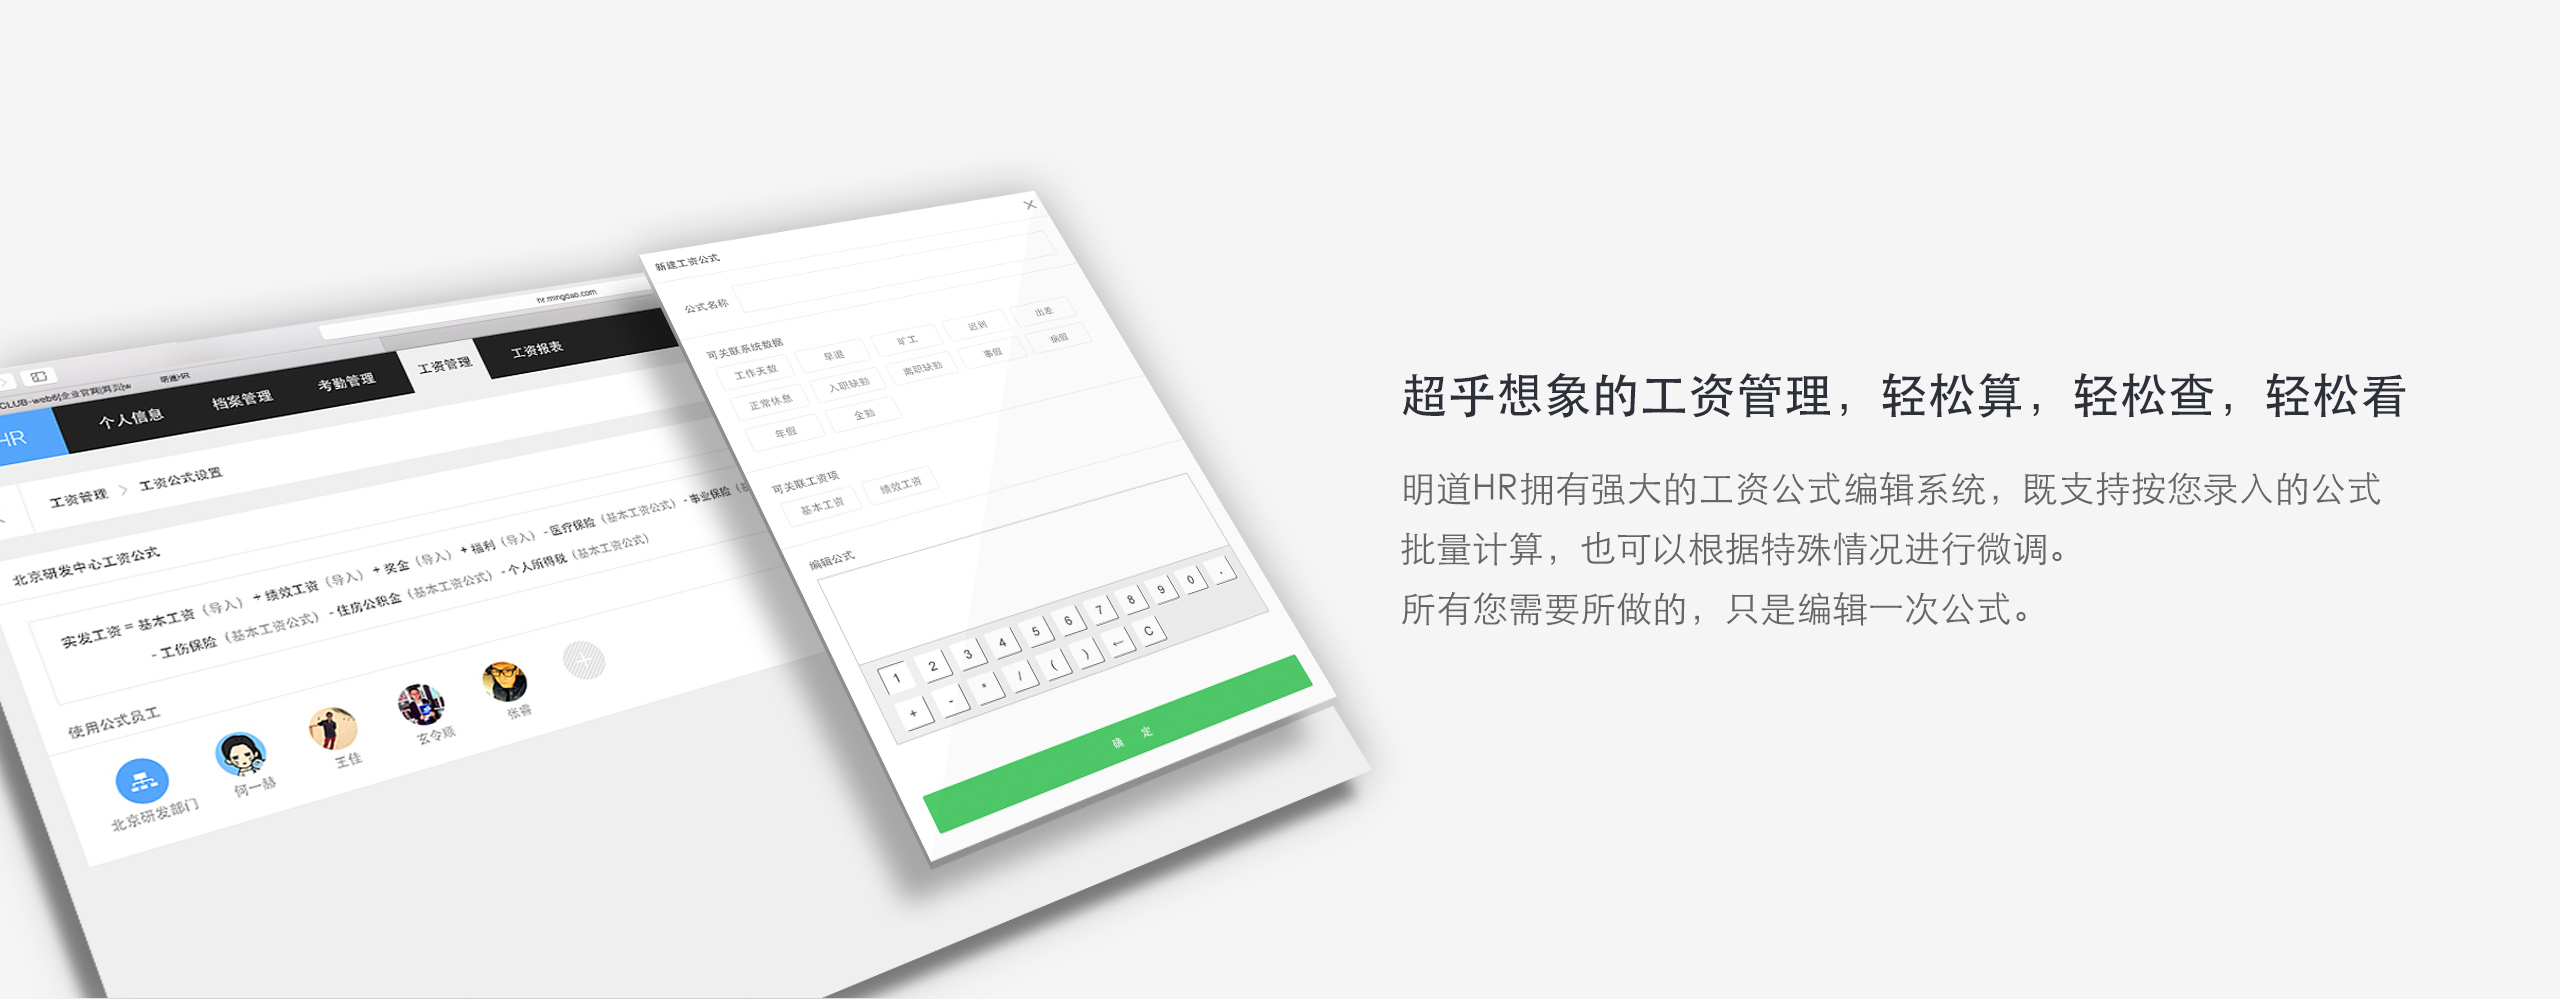 超乎想象的工资管理，轻松算，轻松查，轻松看
明道HR拥有强大的工资公式编辑系统，既支持按您录入的公式
批量计算，也可以根据特殊情况进行微调。
所有您需要所做的，只是编辑一次公式。
hr.mingdao.com
明道HR
HR
个人信息
档案管理
考勤管理
工资管理
工资报表
工资管理 > 工资公式设置
北京研发中心工资公式
实发工资 = 基本工资（导入） + 绩效工资（导入） + 奖金（导入） + 福利（导入） - 医疗保险（基本工资公式） - 事业保险
- 工伤保险（基本工资公式） - 住房公积金（基本工资公式） - 个人所得税（基本工资公式）
使用公式员工
北京研发部门
何一赫
王佳
玄令顼
张睿
新建工资公式
公式名称
可关联系统数据
工作天数 早退 旷工 迟到 出差
正常休息 入职缺勤 离职缺勤 事假 病假
年假 全勤
可关联工资项
基本工资 绩效工资
编辑公式
1 2 3 4 5 6 7 8 9 0 .
+ - * / ( ) ← C
确 定